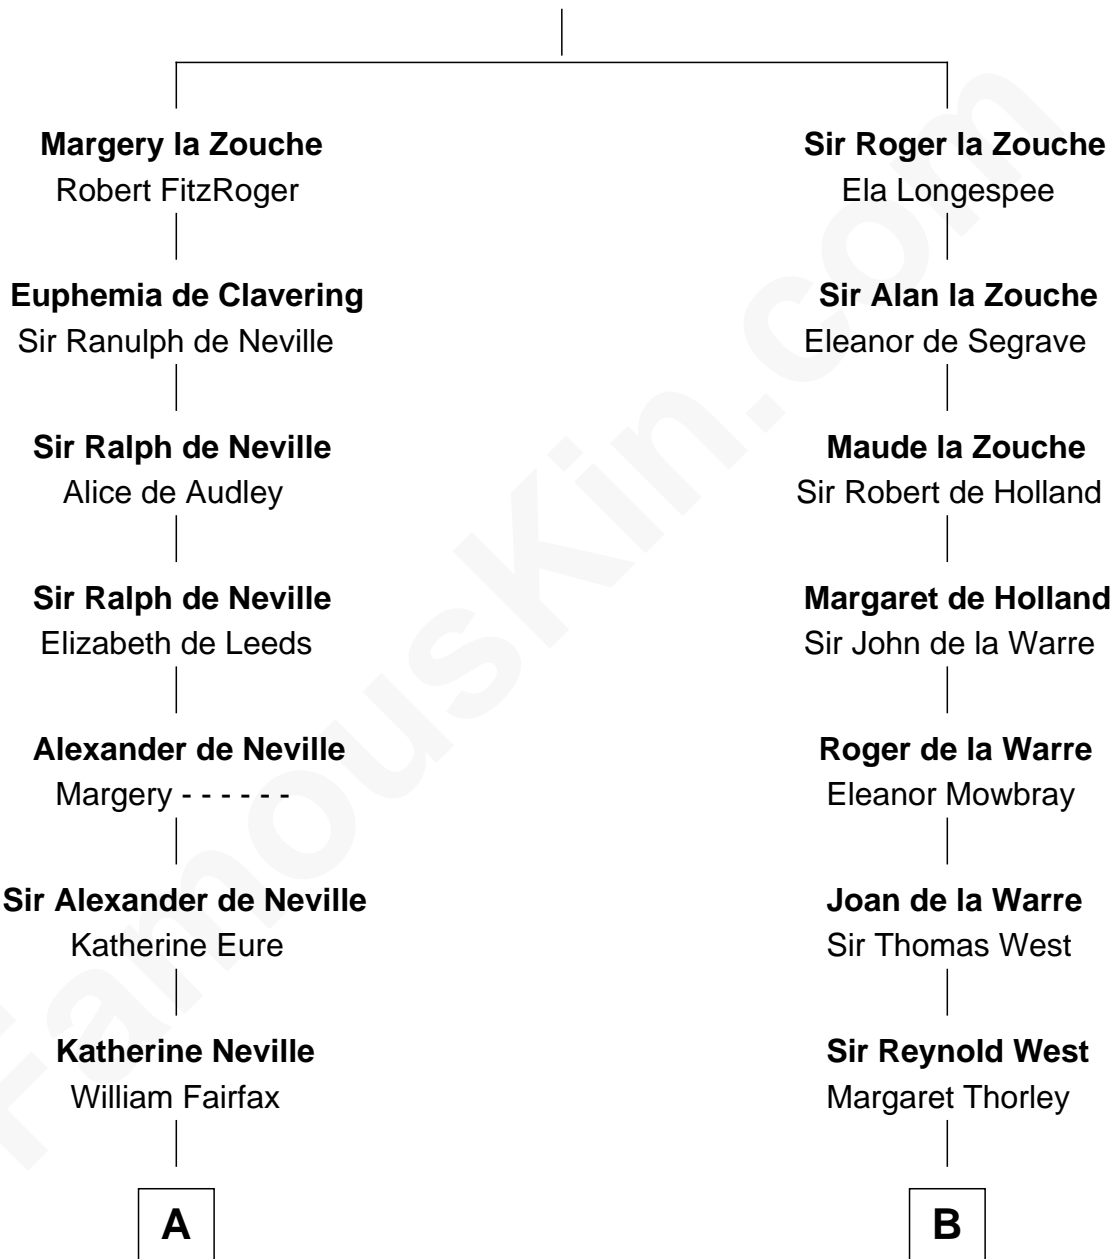 Margery la Zouche
Robert FitzRoger
Euphemia de Clavering
Sir Ranulph de Neville
Sir Ralph de Neville
Alice de Audley
Sir Ralph de Neville
Elizabeth de Leeds
Alexander de Neville
Margery - - - - - -
Sir Alexander de Neville
Katherine Eure
Katherine Neville
William Fairfax
A
Sir Roger la Zouche
Ela Longespee
Sir Alan la Zouche
Eleanor de Segrave
Maude la Zouche
Sir Robert de Holland
Margaret de Holland
Sir John de la Warre
Roger de la Warre
Eleanor Mowbray
Joan de la Warre
Sir Thomas West
Sir Reynold West
Margaret Thorley
B
FamousKin.com